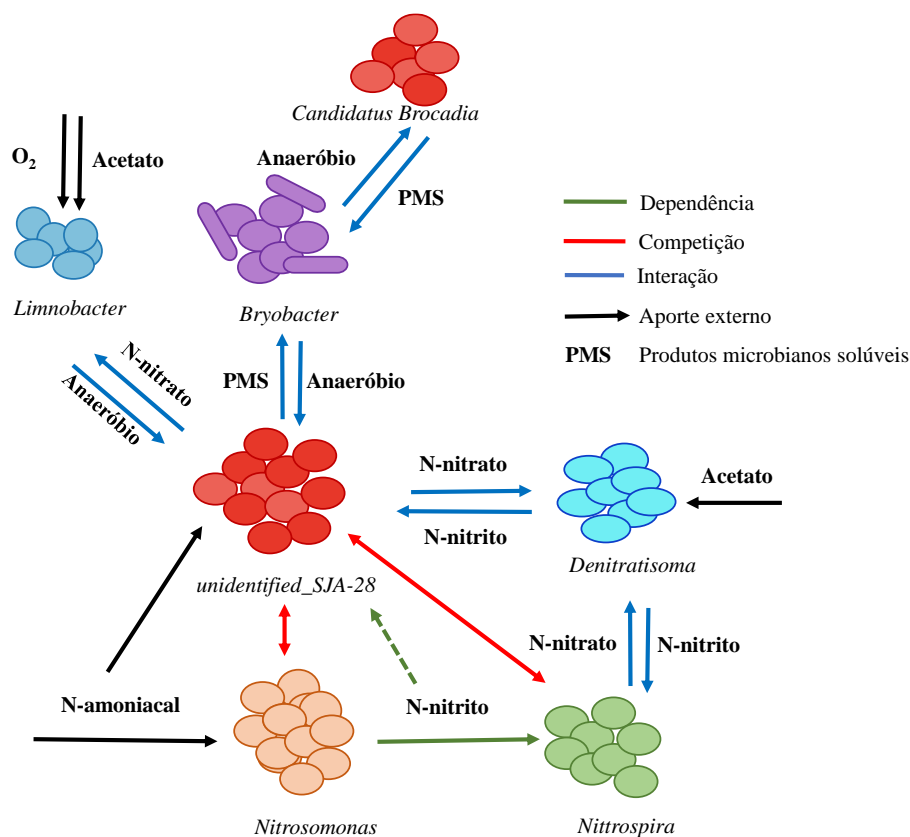 Candidatus Brocadia
O2
Acetato
Anaeróbio
PMS
Dependência
Competição
Interação
Aporte externo
PMS Produtos microbianos solúveis
Limnobacter
Bryobacter
N-nitrato
Anaeróbio
PMS
Anaeróbio
N-nitrato
Acetato
N-nitrito
unidentified_SJA-28
Denitratisoma
N-nitrato
N-nitrito
N-amoniacal
N-nitrito
Nitrosomonas
Nittrospira